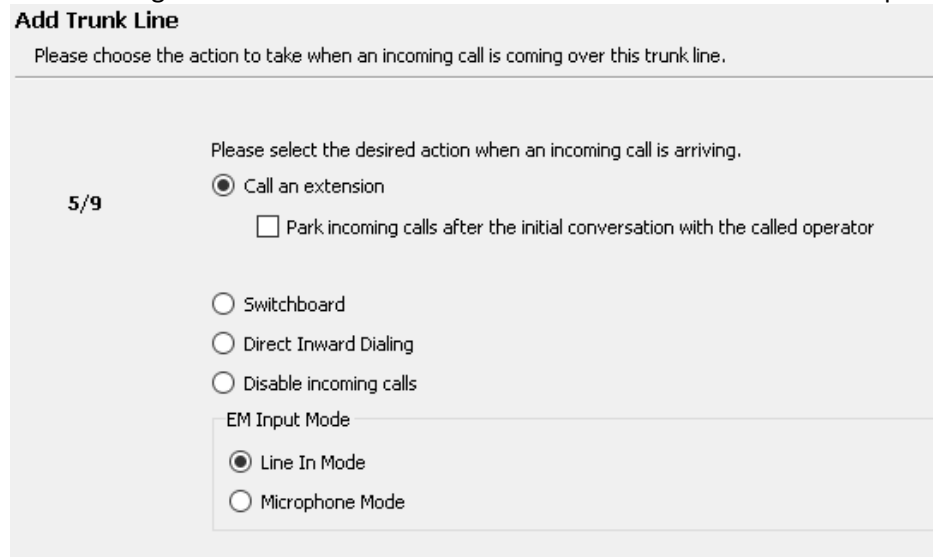 Add Trunk Line
Please choose the action to take when an incoming call is coming over this trunk line.
Please select the desired action when an incoming call is arriving.
5/9
Call an extension
Park incoming calls after the initial conversation with the called operator
Switchboard
Direct Inward Dialing
Disable incoming calls
EM Input Mode
Line In Mode
Microphone Mode